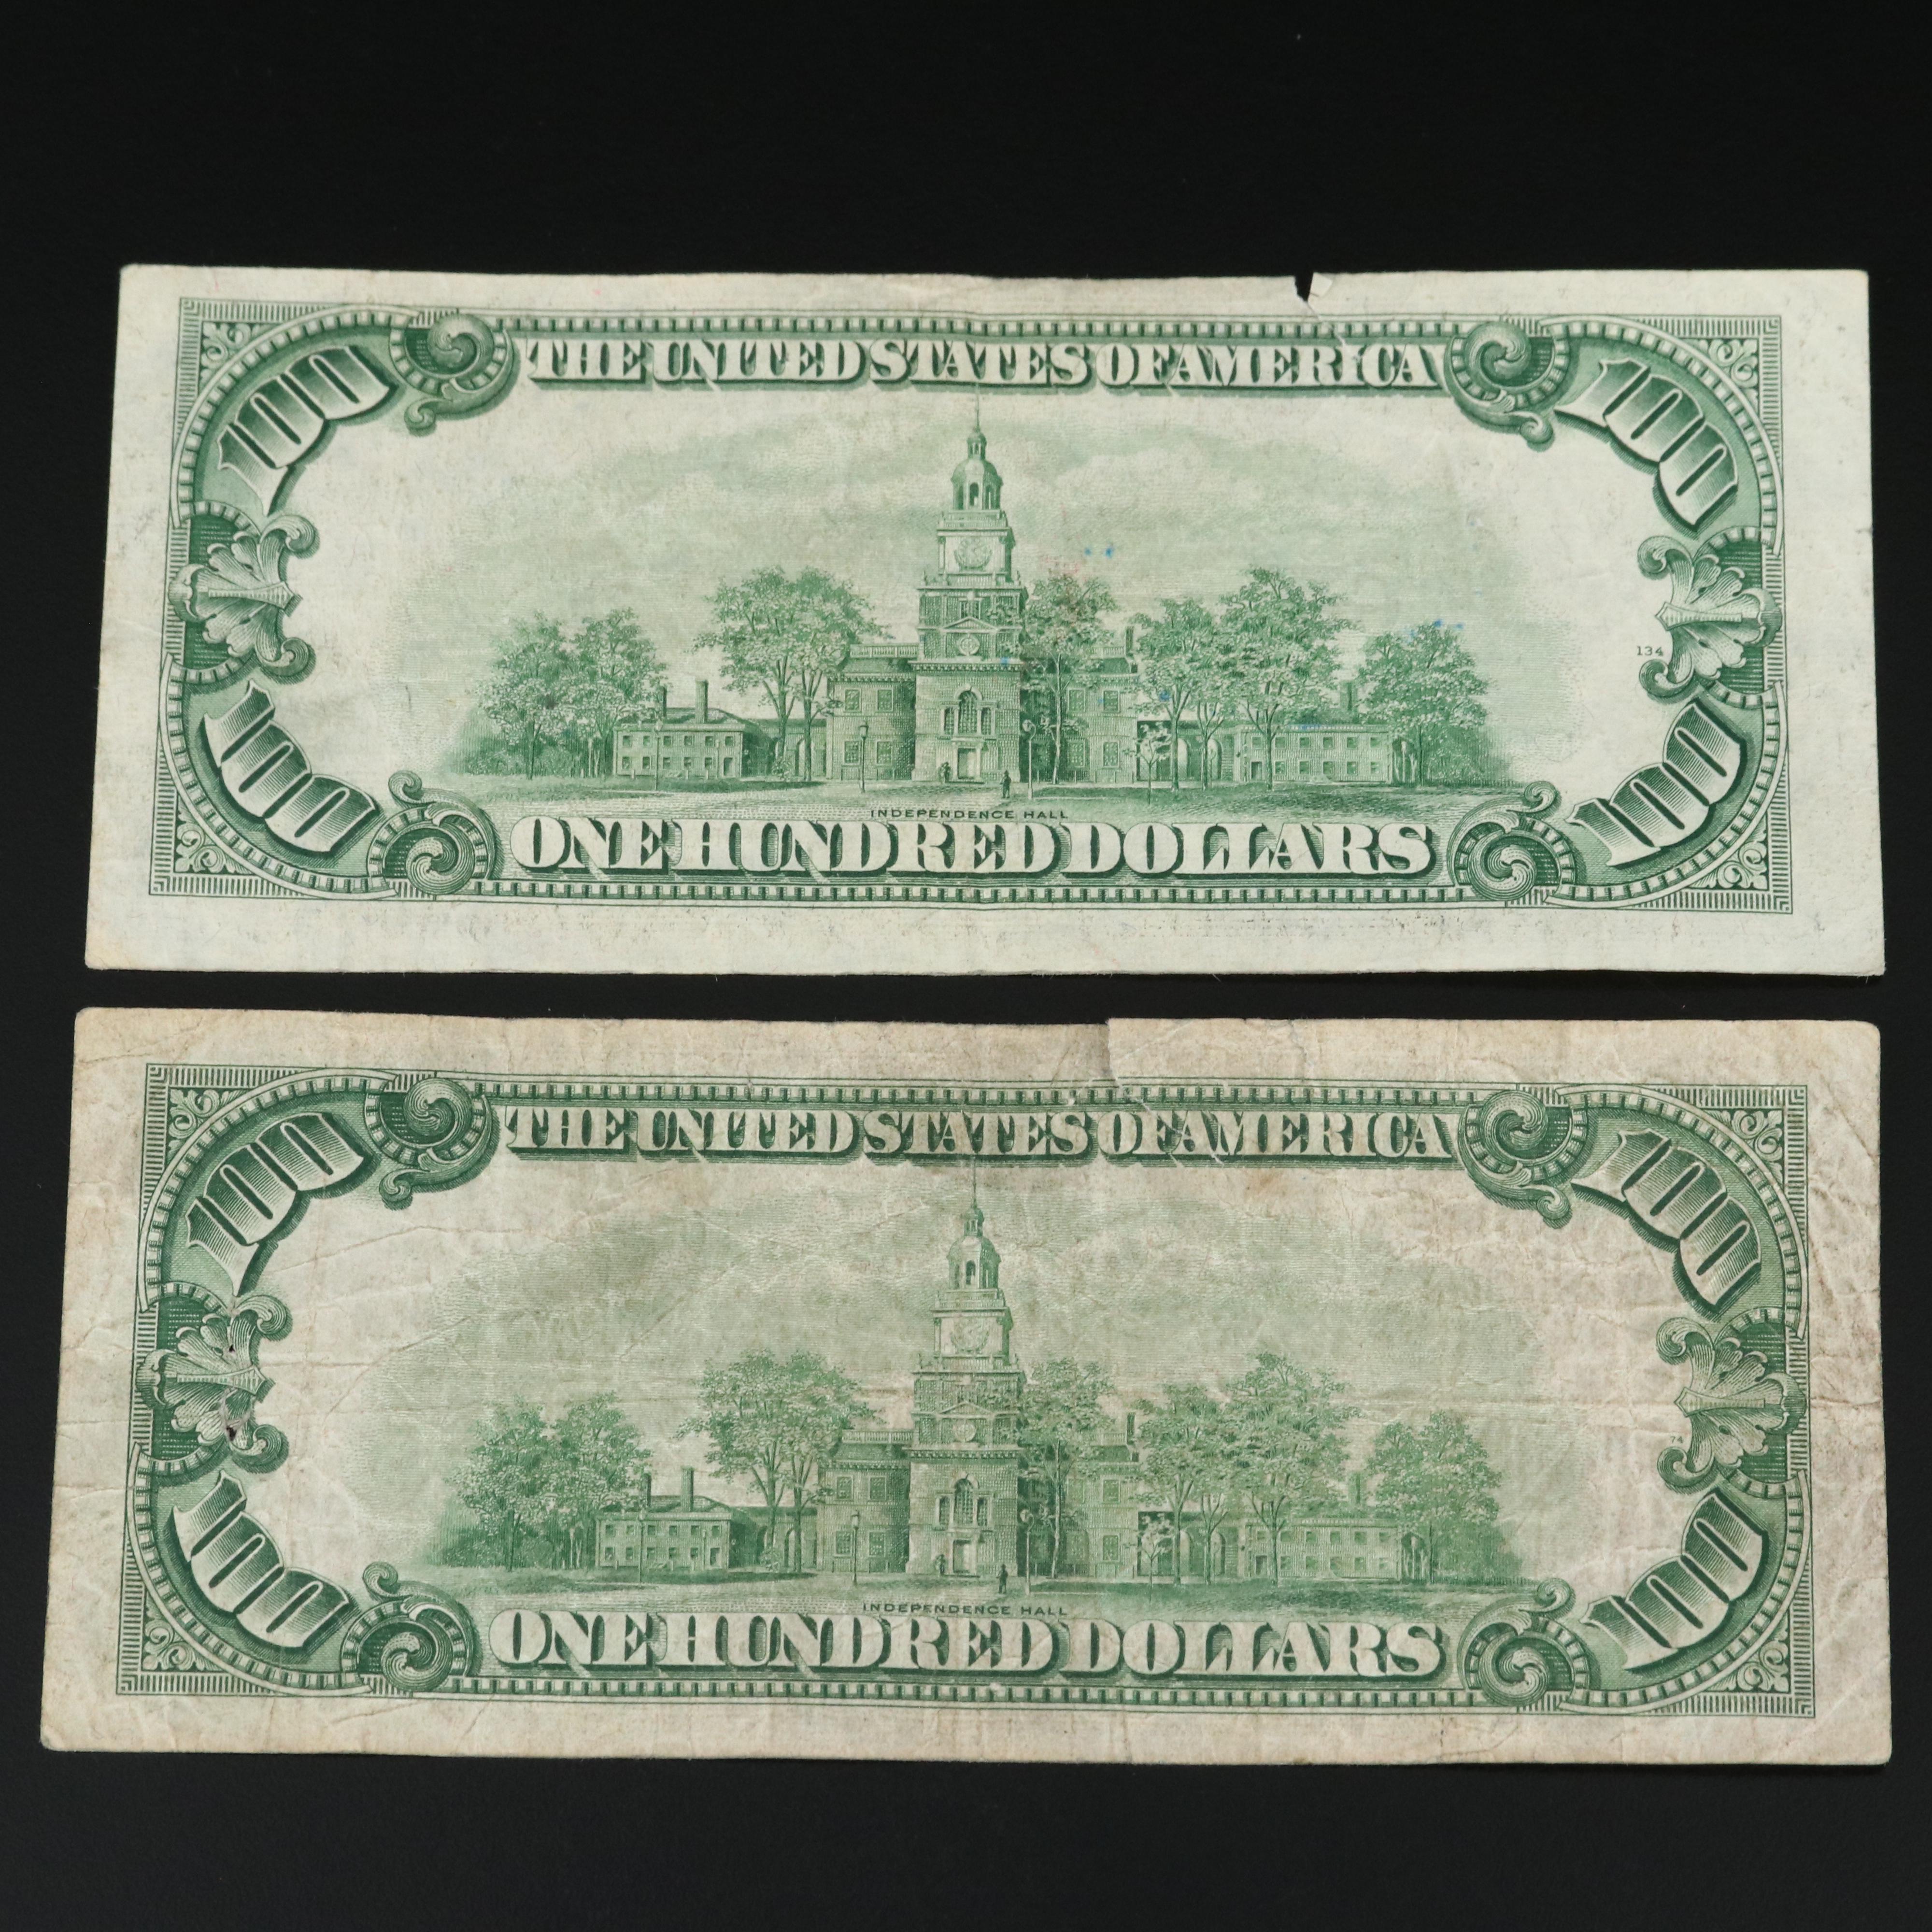 THE UNITED STATES OF AMERICA
100 100
134
INDEPENDENCE HALL
100 ONE HUNDRED DOLLARS 100
THE UNITED STATES OF AMERICA
100 100
74
INDEPENDENCE HALL
100 ONE HUNDRED DOLLARS 100